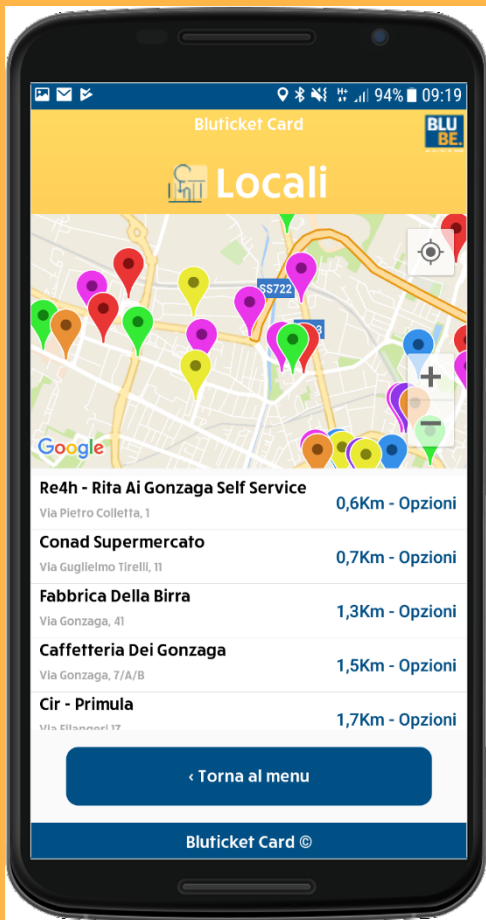 94% 09:19
Bluticket Card
BLU
BE.
Locali
SS722
Google
Re4h - Rita Ai Gonzaga Self Service
Via Pietro Colletta, 1
0,6Km - Opzioni
Conad Supermercato
Via Guglielmo Tirelli, 11
0,7Km - Opzioni
Fabbrica Della Birra
Via Gonzaga, 41
1,3Km - Opzioni
Caffetteria Dei Gonzaga
Via Gonzaga, 7/A/B
1,5Km - Opzioni
Cir - Primula
Via Filangeri 17
1,7Km - Opzioni
‹ Torna al menu
Bluticket Card ©